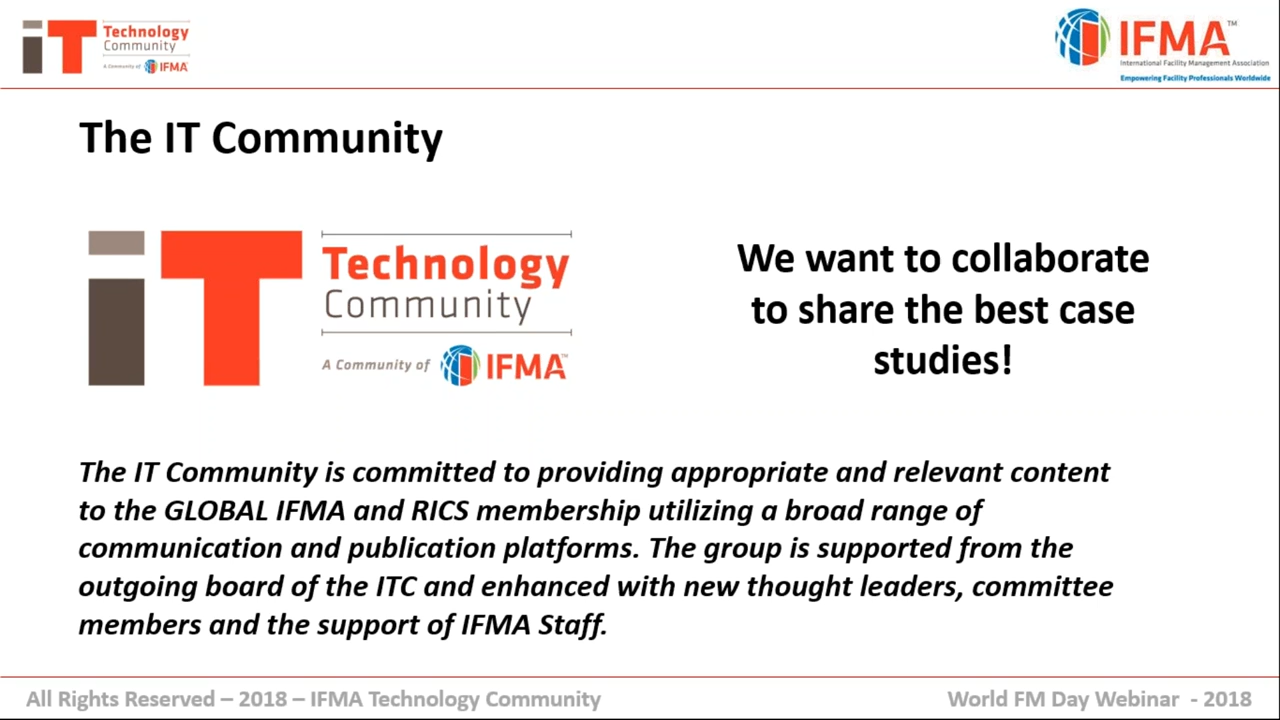 iT Technology
Community
A Community of IFMA
IFMA™
International Facility Management Association
Empowering Facility Professionals Worldwide
The IT Community
iT Technology
Community
A Community of IFMA™
We want to collaborate
to share the best case
studies!
The IT Community is committed to providing appropriate and relevant content
to the GLOBAL IFMA and RICS membership utilizing a broad range of
communication and publication platforms. The group is supported from the
outgoing board of the ITC and enhanced with new thought leaders, committee
members and the support of IFMA Staff.
All Rights Reserved – 2018 – IFMA Technology Community
World FM Day Webinar - 2018